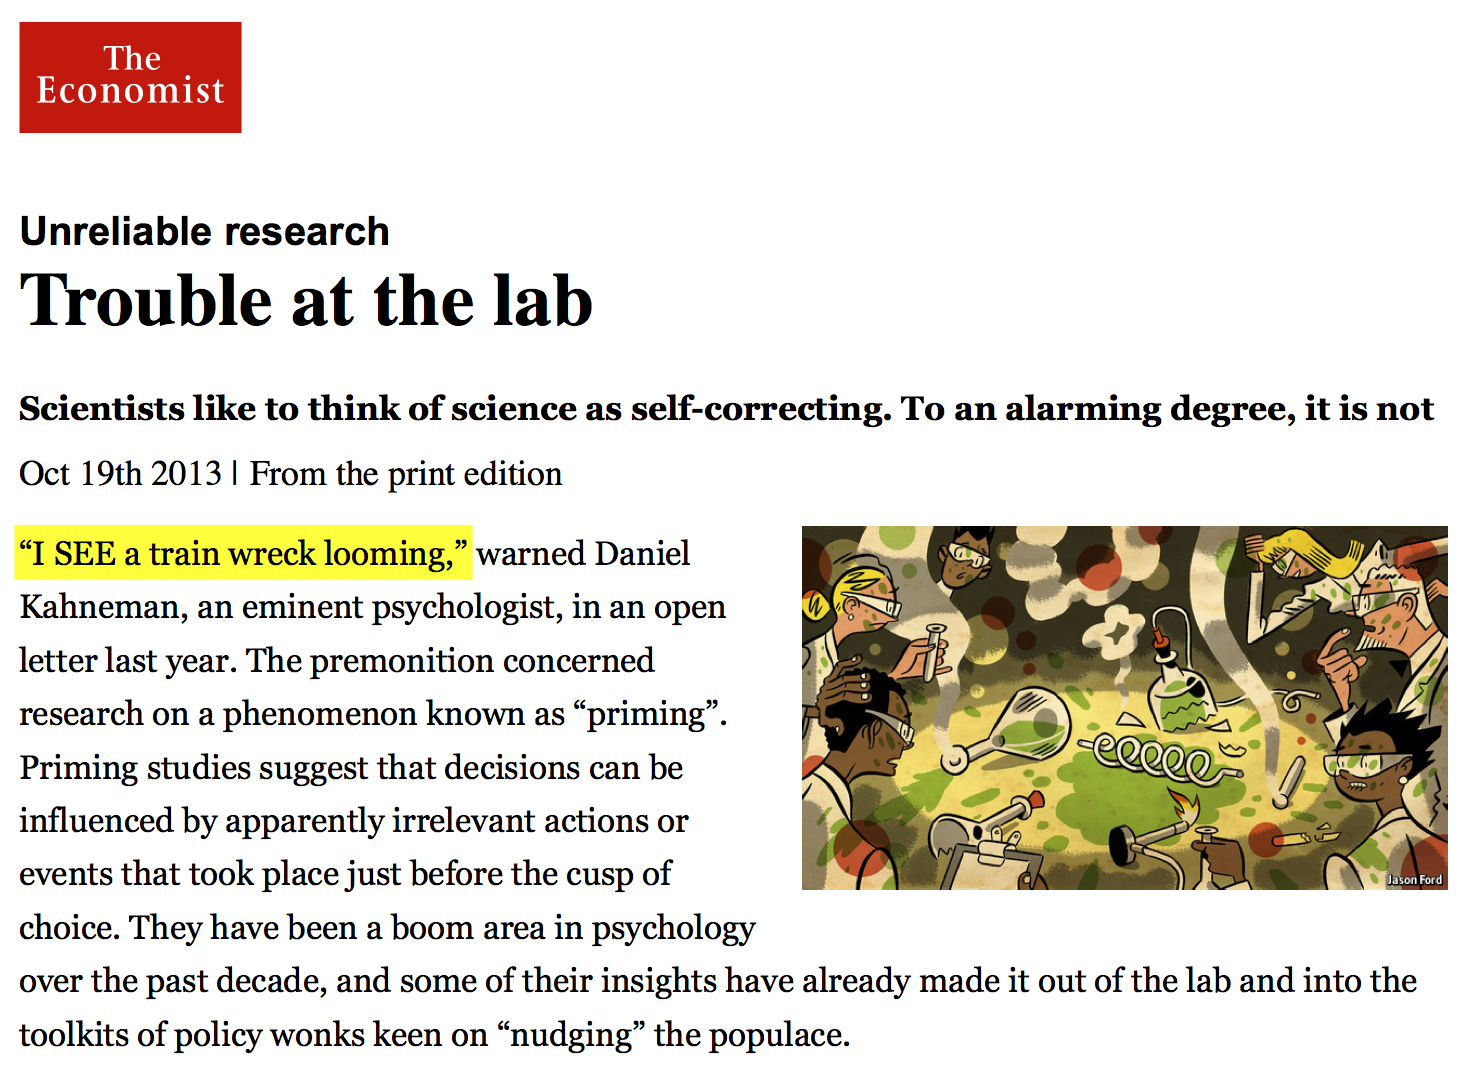 The
Economist
Unreliable research
Trouble at the lab
Scientists like to think of science as self-correcting. To an alarming degree, it is not
Oct 19th 2013 | From the print edition
“I SEE a train wreck looming,” warned Daniel
Kahneman, an eminent psychologist, in an open
letter last year. The premonition concerned
research on a phenomenon known as “priming”.
Priming studies suggest that decisions can be
influenced by apparently irrelevant actions or
events that took place just before the cusp of
choice. They have been a boom area in psychology
over the past decade, and some of their insights have already made it out of the lab and into the
toolkits of policy wonks keen on “nudging” the populace.
Jason Ford